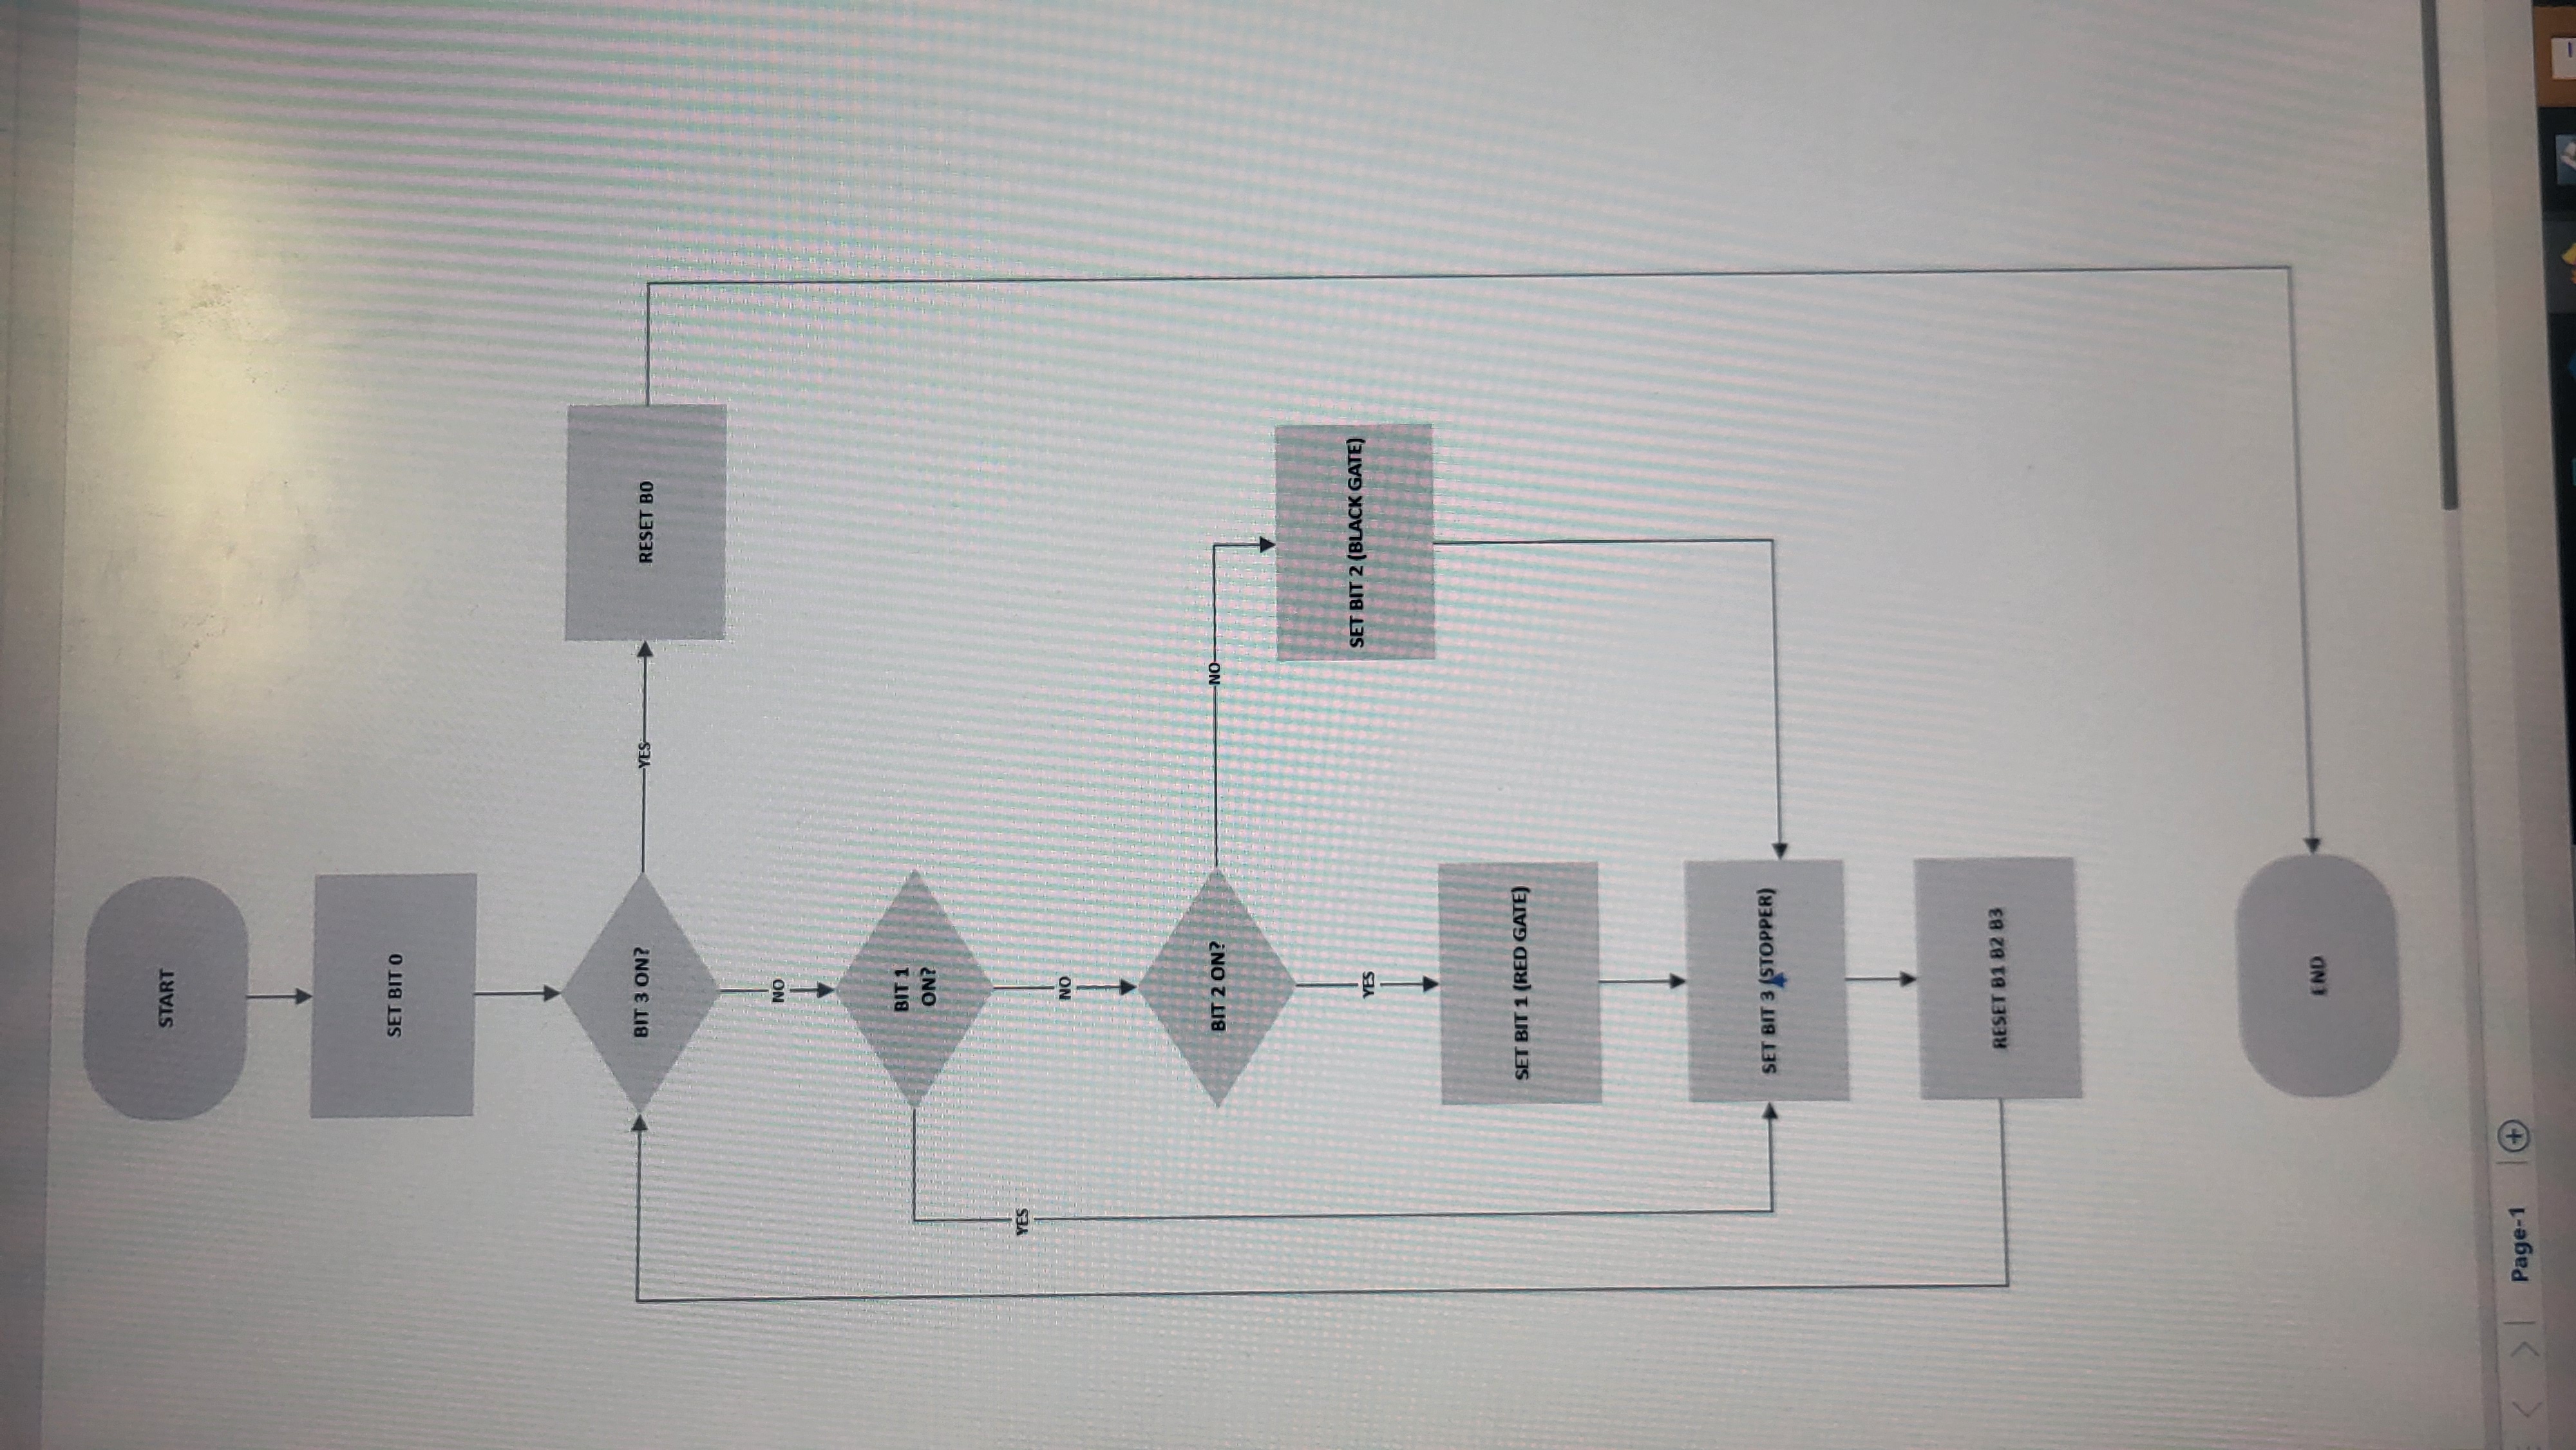 START
SET BIT 0
BIT 3 ON?
YES
RESET B0
NO
BIT 1
ON?
YES
NO
BIT 2 ON?
NO
SET BIT 2 (BLACK GATE)
YES
SET BIT 1 (RED GATE)
SET BIT 3 (STOPPER)
RESET B1 B2 B3
END
Page-1